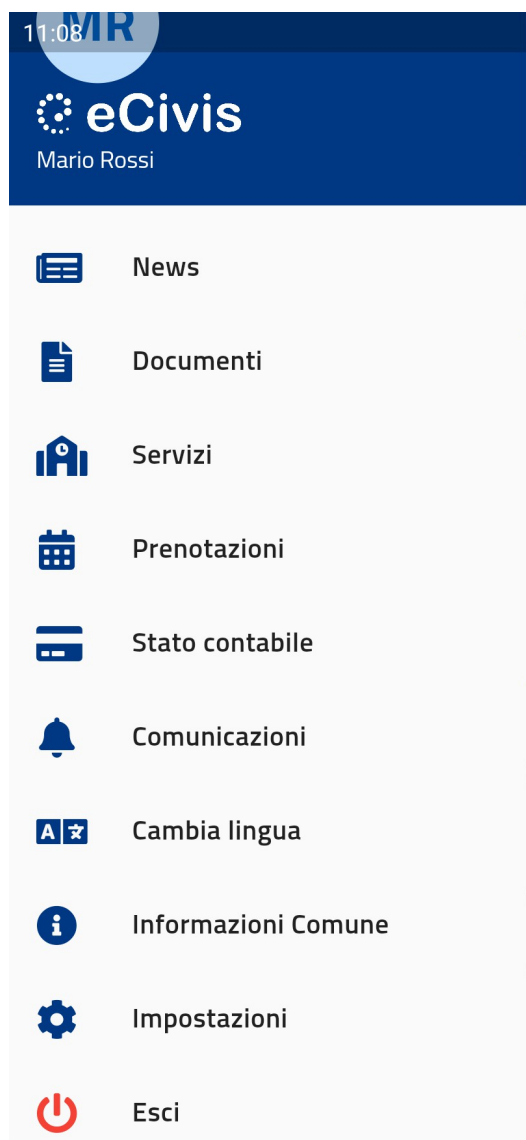 MR
11:08
eCivis
Mario Rossi
News
Documenti
Servizi
Prenotazioni
Stato contabile
Comunicazioni
A
Cambia lingua
Informazioni Comune
Impostazioni
Esci